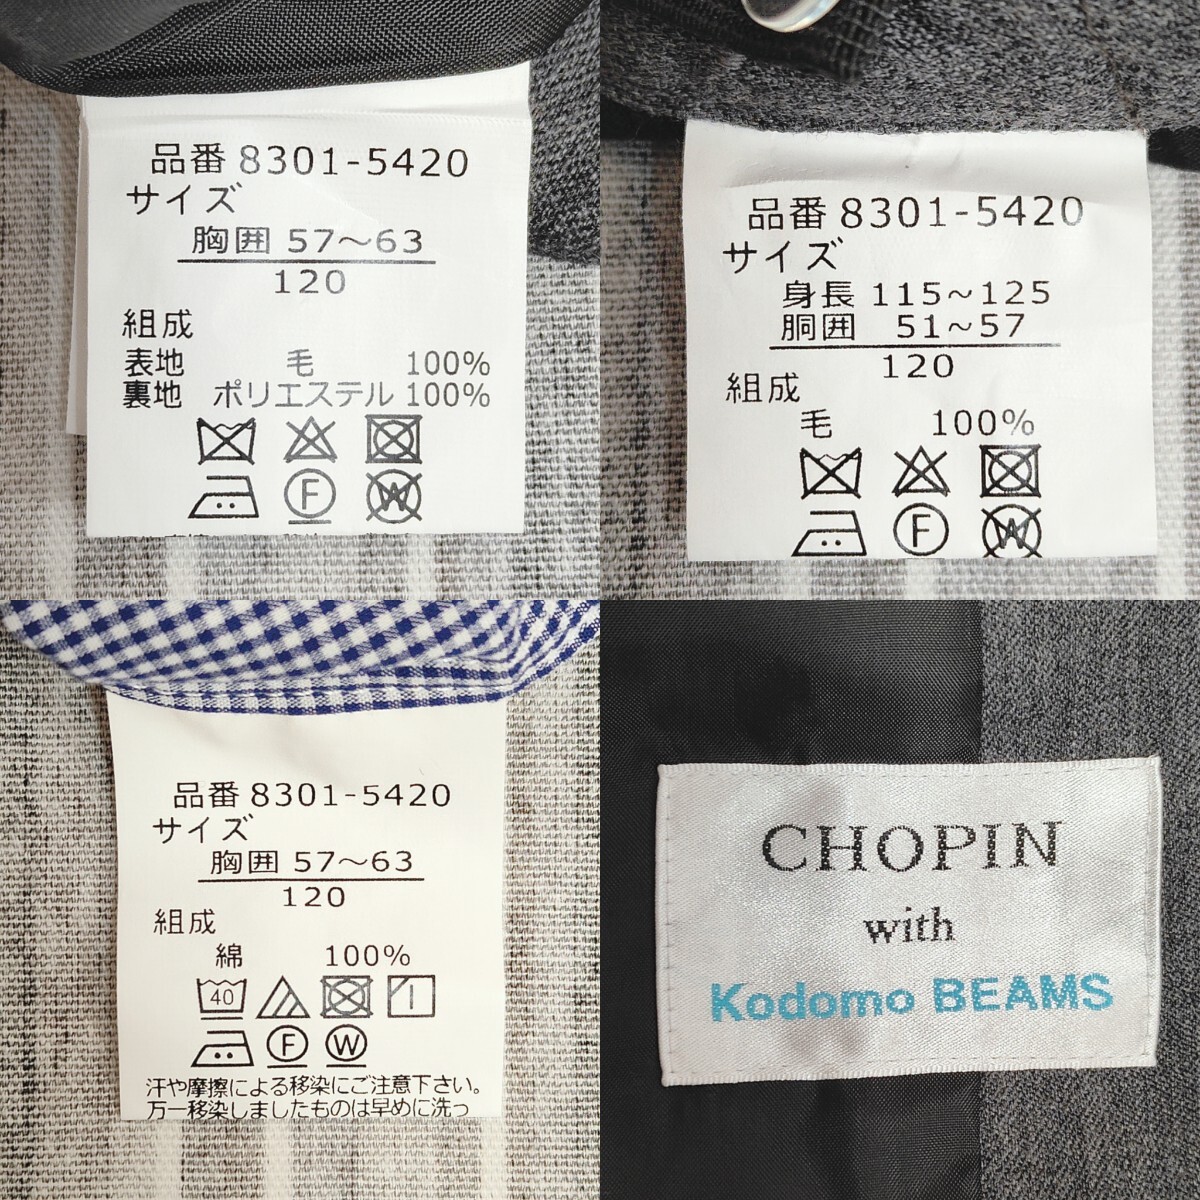 品番 8301-5420
サイズ
胸囲 57～63
120
組成
表地 毛 100%
裏地 ポリエステル 100%
F
W
品番 8301-5420
サイズ
身長 115～125
胴囲 51～57
120
組成
毛 100%
F
W
品番 8301-5420
サイズ
胸囲 57～63
120
組成
綿 100%
40
F W
汗や摩擦による移染にご注意下さい。
万一移染しましたものは早めに洗っ
CHOPIN
with
Kodomo BEAMS